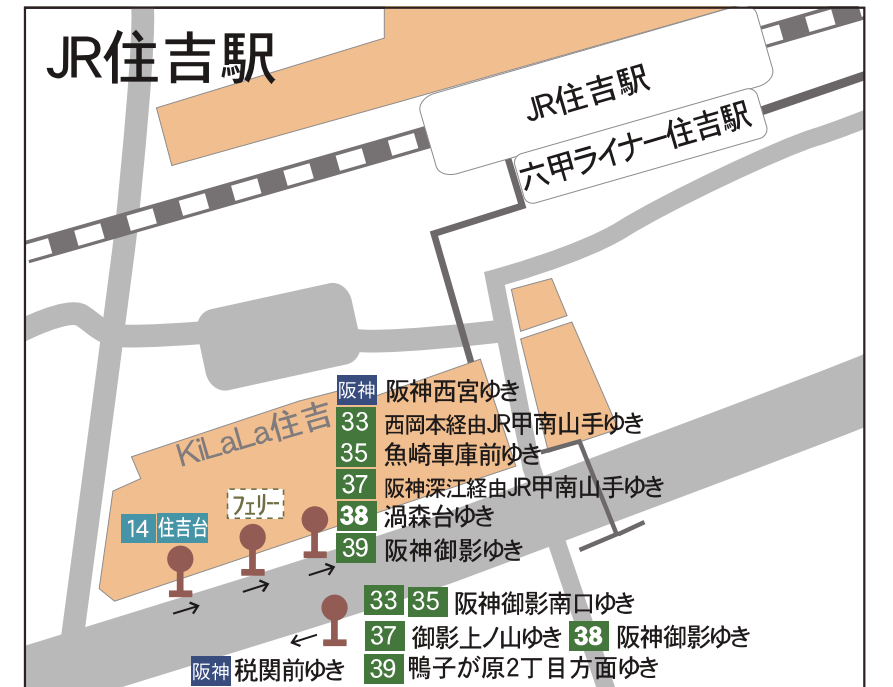 JR住吉駅
JR住吉駅
六甲ライナー住吉駅
KiLaLa住吉
阪神 阪神西宮ゆき
33 西岡本経由JR甲南山手ゆき
35 魚崎車庫前ゆき
37 阪神深江経由JR甲南山手ゆき
38 渦森台ゆき
39 阪神御影ゆき
フェリー
14 住吉台
33 35 阪神御影南口ゆき
37 御影上ノ山ゆき 38 阪神御影ゆき
阪神 税関前ゆき 39 鴨子が原2丁目方面ゆき